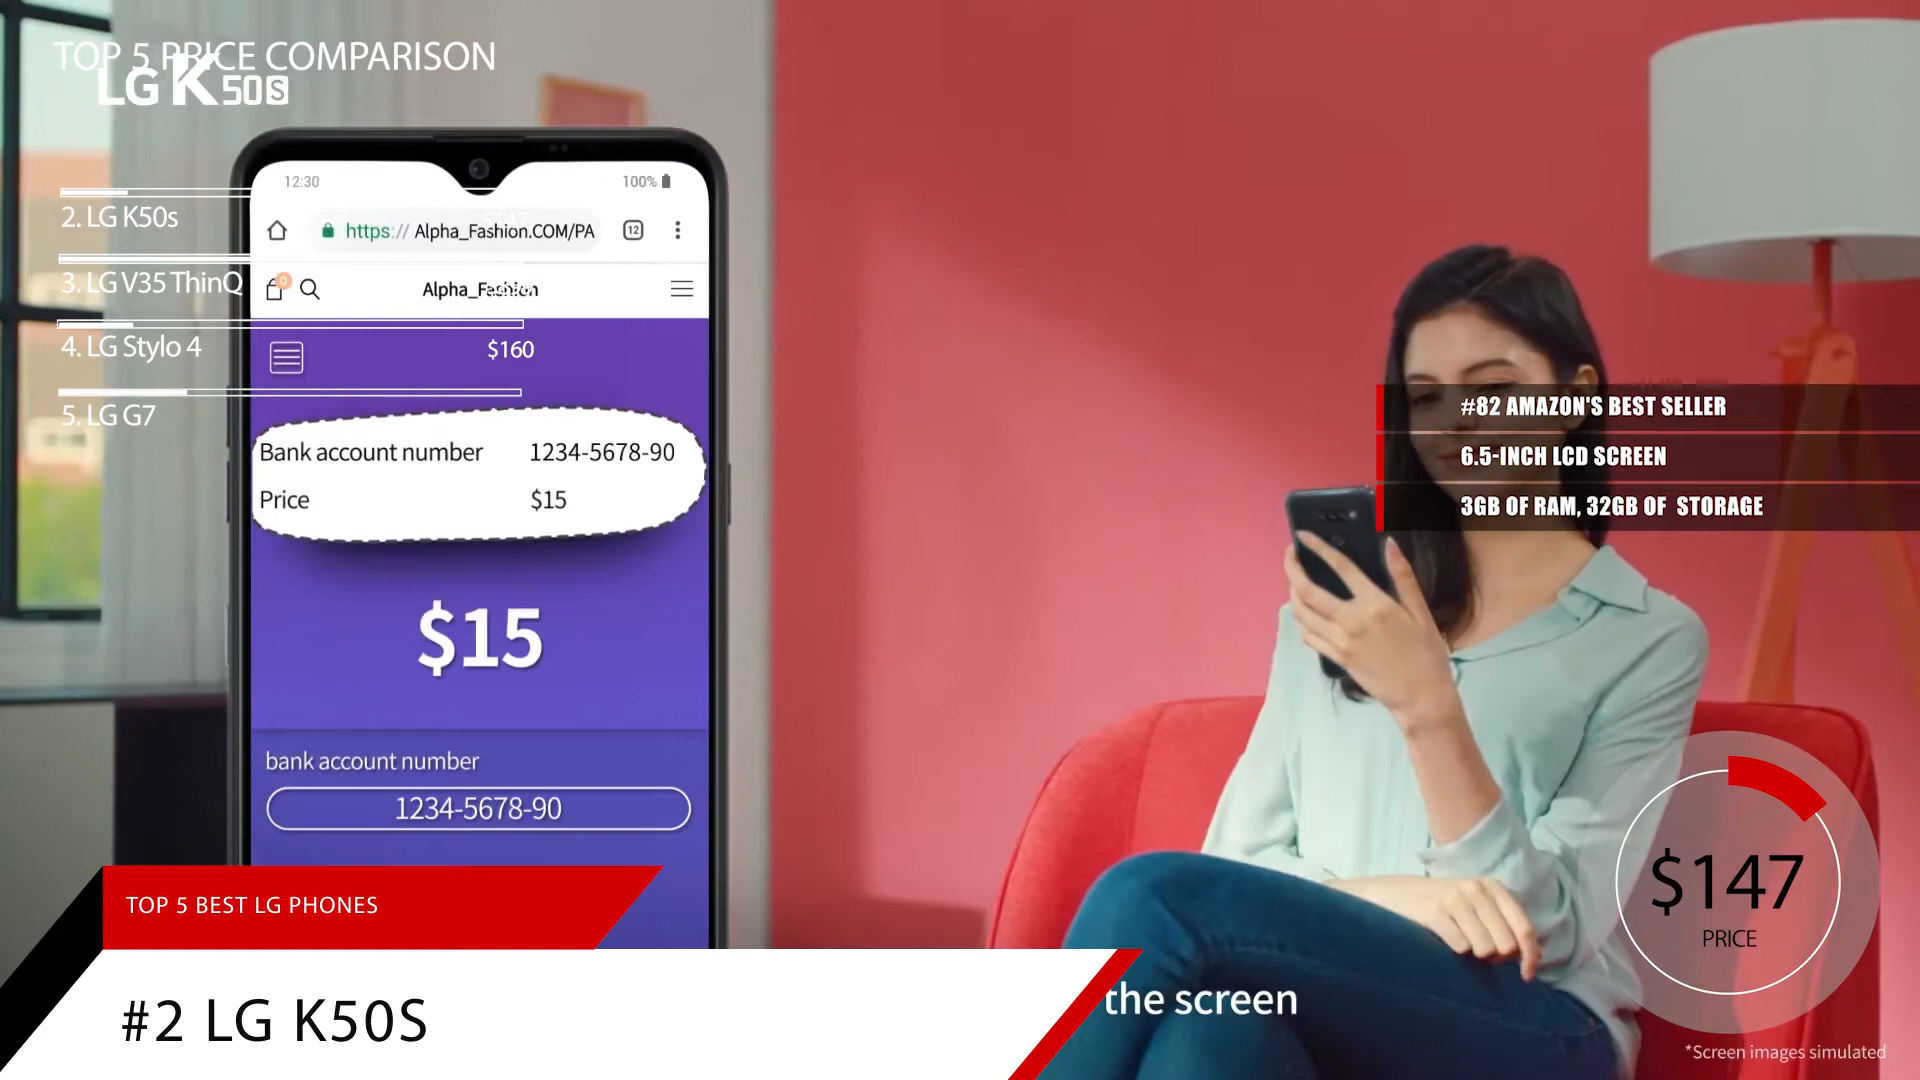 TOP 5 PRICE COMPARISON
LG K50S
12:30
100%
https:// Alpha_Fashion.COM/PA
12
2. LG K50s
$147
0
Alpha_Fashion
3. LG V35 ThinQ
4. LG Stylo 4
$160
5. LG G7
Bank account number 1234-5678-90
Price $15
$15
bank account number
1234-5678-90
#82 AMAZON'S BEST SELLER
6.5-INCH LCD SCREEN
3GB OF RAM, 32GB OF STORAGE
$147
PRICE
TOP 5 BEST LG PHONES
#2 LG K50S
the screen
*Screen images simulated